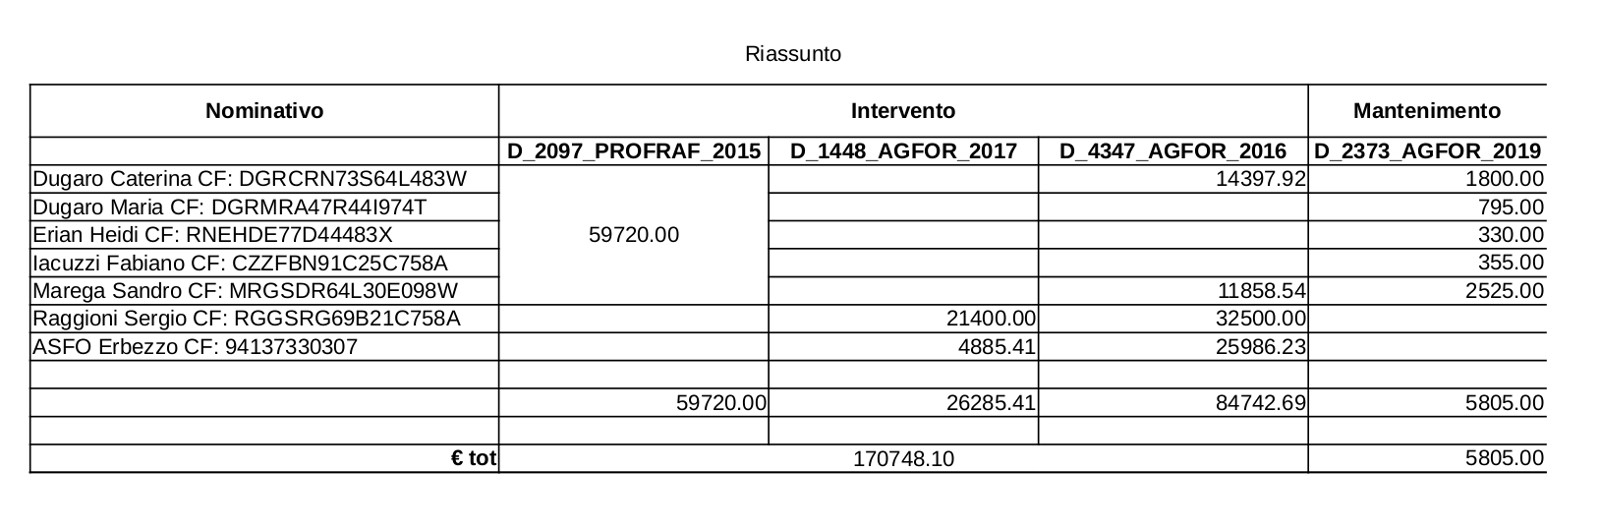 Riassunto
Nominativo Intervento Mantenimento
D_2097_PROFRAF_2015 D_1448_AGFOR_2017 D_4347_AGFOR_2016 D_2373_AGFOR_2019
Dugaro Caterina CF: DGRCRN73S64L483W 14397.92 1800.00
Dugaro Maria CF: DGRMRA47R44I974T 795.00
Erian Heidi CF: RNEHDE77D44483X 59720.00 330.00
Iacuzzi Fabiano CF: CZZFBN91C25C758A 355.00
Marega Sandro CF: MRGSDR64L30E098W 11858.54 2525.00
Raggioni Sergio CF: RGGSRG69B21C758A 21400.00 32500.00
ASFO Erbezzo CF: 94137330307 4885.41 25986.23
59720.00 26285.41 84742.69 5805.00
€ tot 170748.10 5805.00